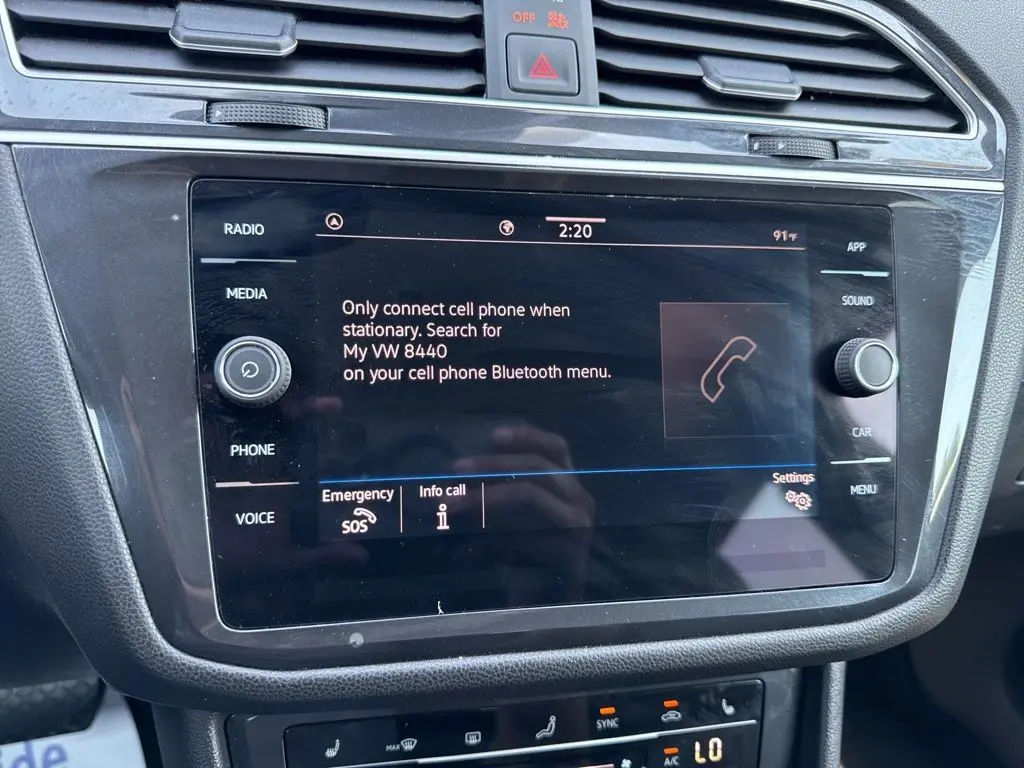 OFF
RADIO
2:20
91°F
APP
MEDIA
SOUND
Only connect cell phone when
stationary. Search for
My VW 8440
on your cell phone Bluetooth menu.
PHONE
CAR
VOICE
MENU
Emergency
SOS
Info call
Settings
MAX
SYNC
A/C
LO
ide